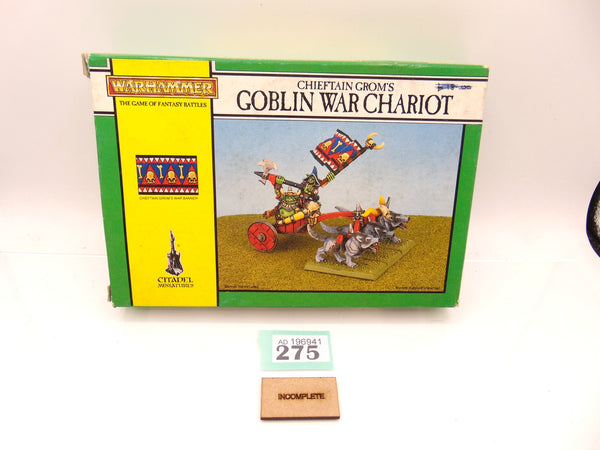 WARHAMMER
THE GAME OF FANTASY BATTLES
CHIEFTAIN GROM'S
GOBLIN WAR CHARIOT
CHIEFTAIN GROM'S WAR BANNER
CITADEL
MINIATURES
AD 196941
275
INCOMPLETE